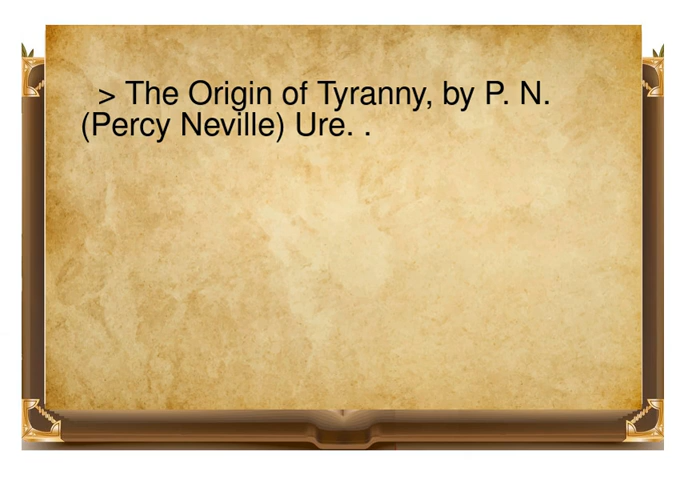 > The Origin of Tyranny, by P. N.
(Percy Neville) Ure. .